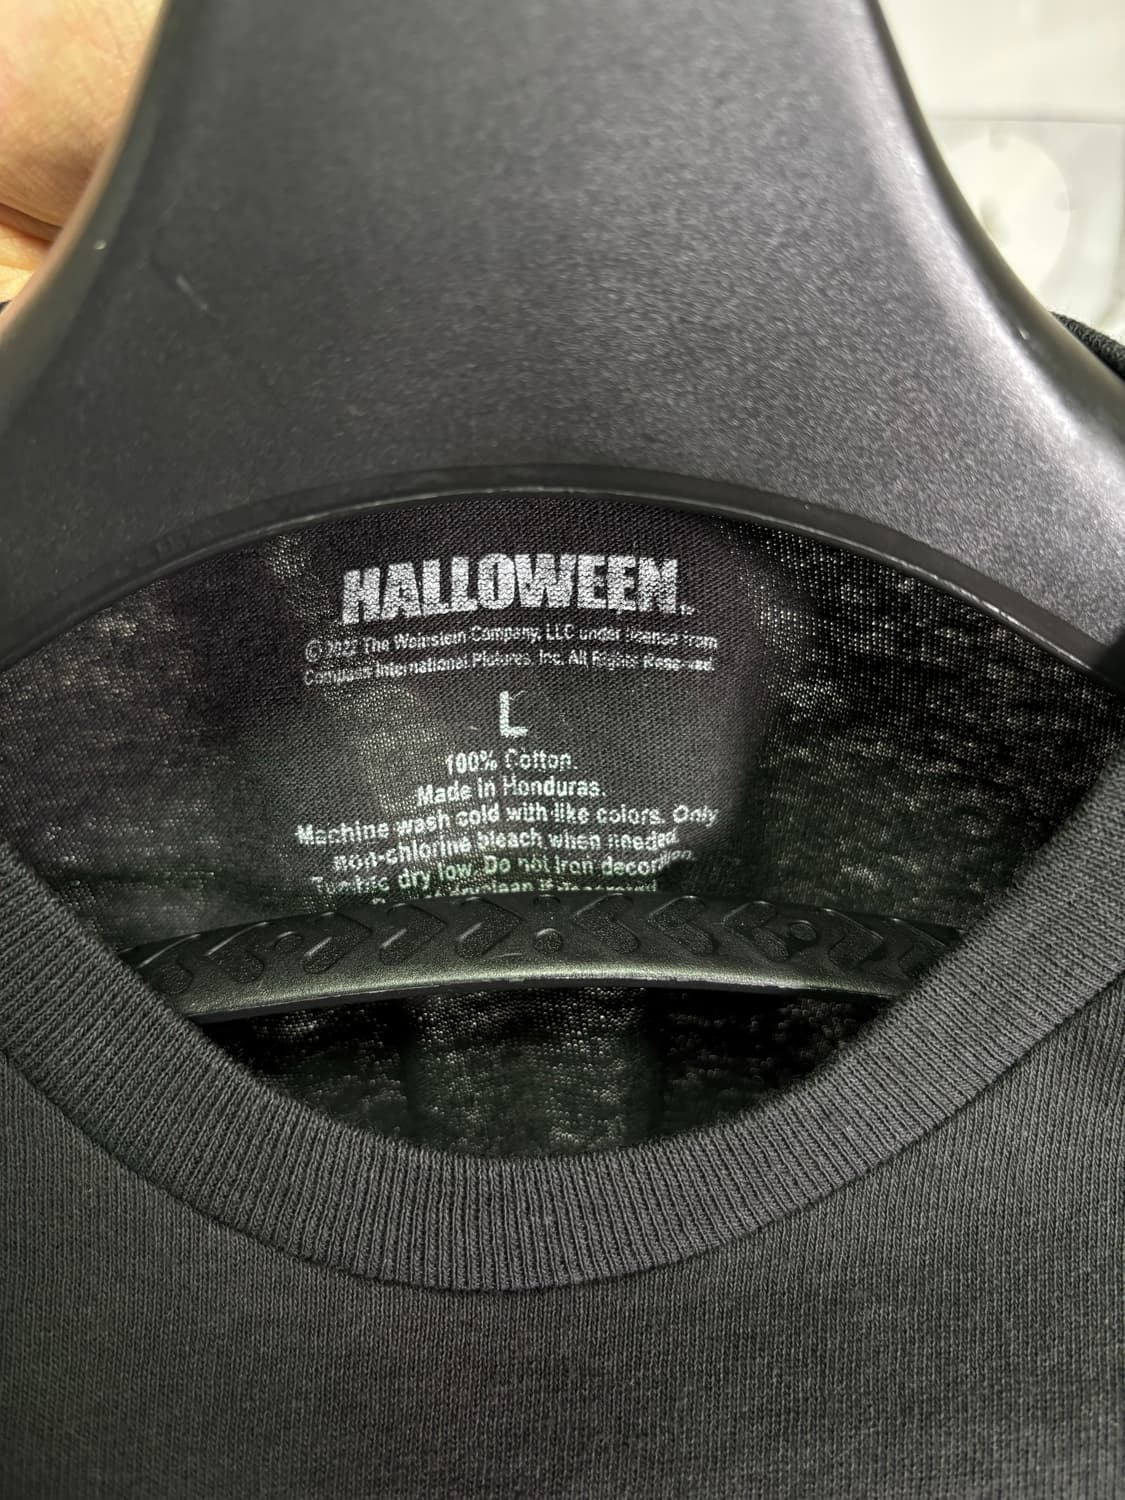 HALLOWEEN.
© 2022 The Weinstein Company, LLC under license from
Compass International Pictures, Inc. All Rights Reserved.
L
100% Cotton.
Made in Honduras.
Machine wash cold with like colors. Only
non-chlorine bleach when needed.
Tumble dry low. Do not iron